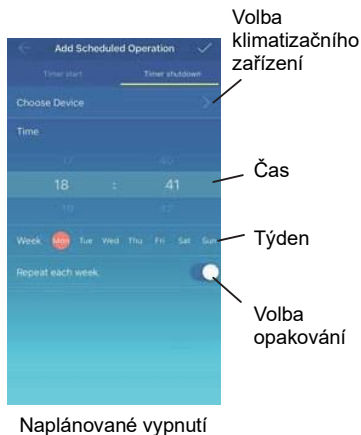 Volba
klimatizačního
zařízení
Add Scheduled Operation
Timer start
Timer shutdown
Choose Device
Time
17 40
18 : 41
19 42
Čas
Week Mon Tue Wed Thu Fri Sat Sun
Týden
Repeat each week
Volba
opakování
Naplánované vypnutí